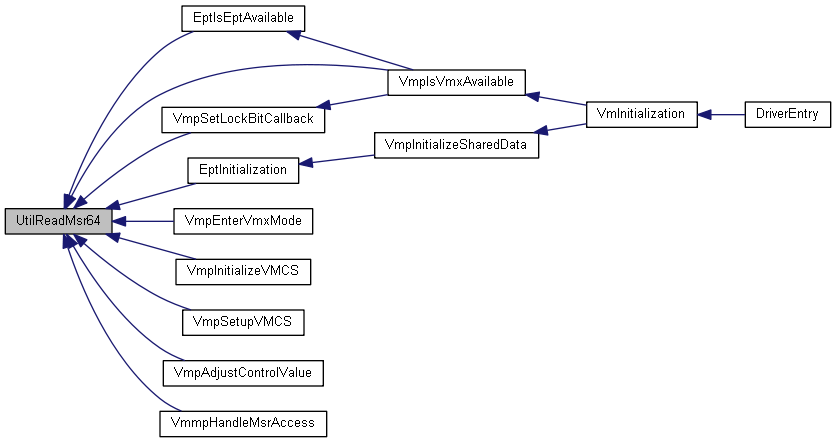 EptIsEptAvailable
VmpIsVmxAvailable
VmpSetLockBitCallback
VmInitialization
DriverEntry
VmpInitializeSharedData
EptInitialization
UtilReadMsr64
VmpEnterVmxMode
VmpInitializeVMCS
VmpSetupVMCS
VmpAdjustControlValue
VmmpHandleMsrAccess